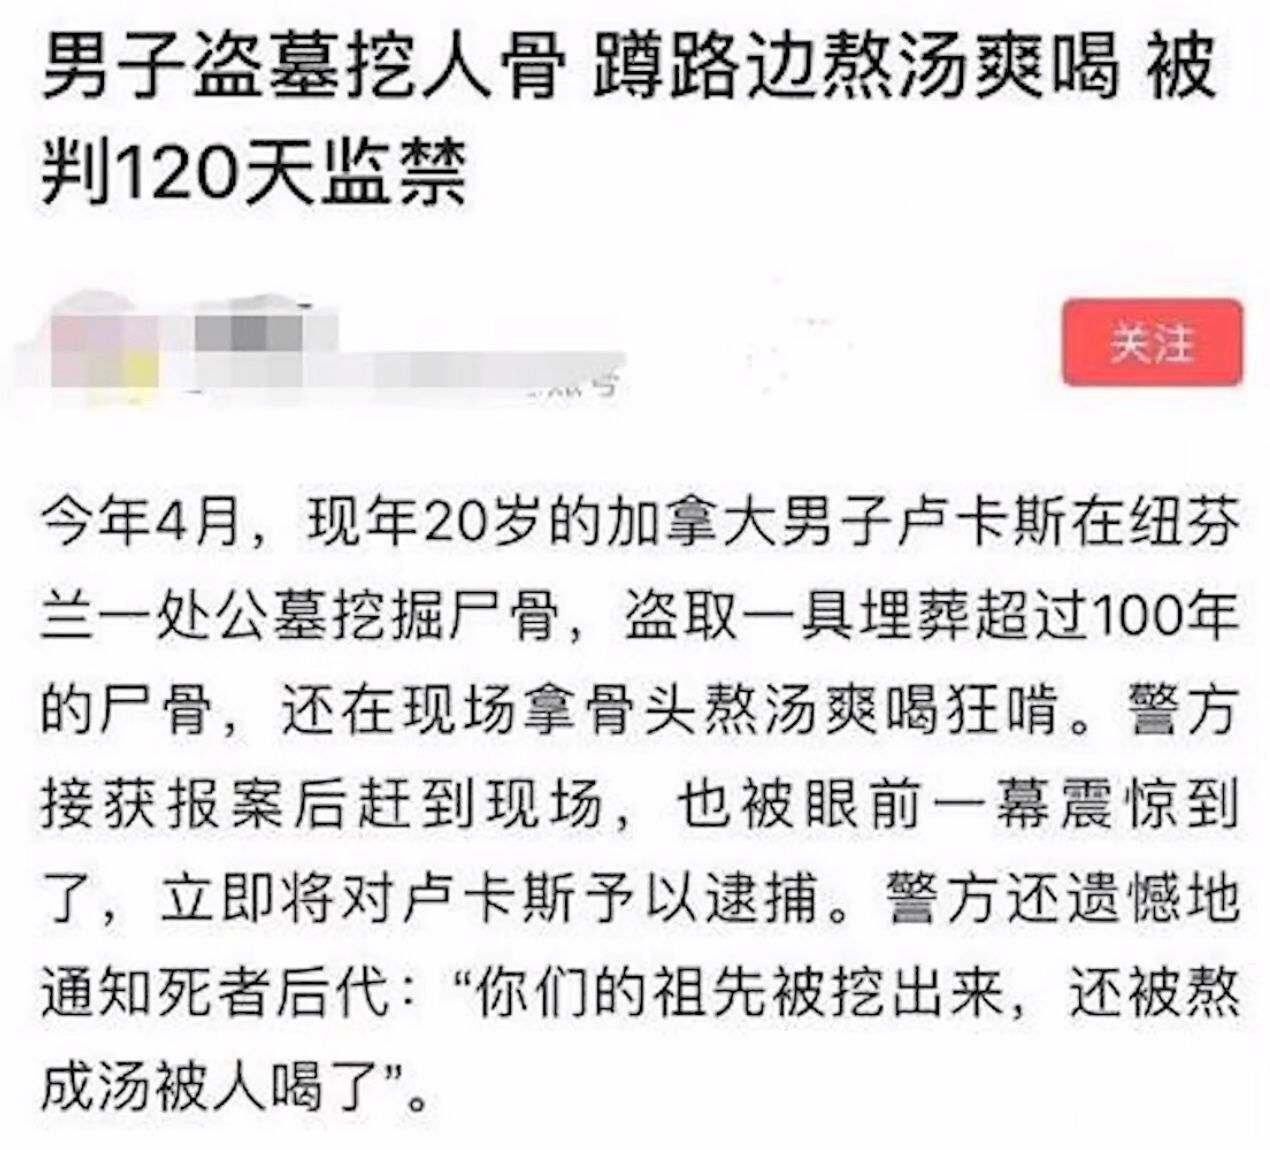 男子盗墓挖人骨 蹲路边熬汤爽喝 被
判120天监禁
关注
今年4月，现年20岁的加拿大男子卢卡斯在纽芬
兰一处公墓挖掘尸骨，盗取一具埋葬超过100年
的尸骨，还在现场拿骨头熬汤爽喝狂啃。警方
接获报案后赶到现场，也被眼前一幕震惊到
了，立即将对卢卡斯予以逮捕。警方还遗憾地
通知死者后代：“你们的祖先被挖出来，还被熬
成汤被人喝了”。